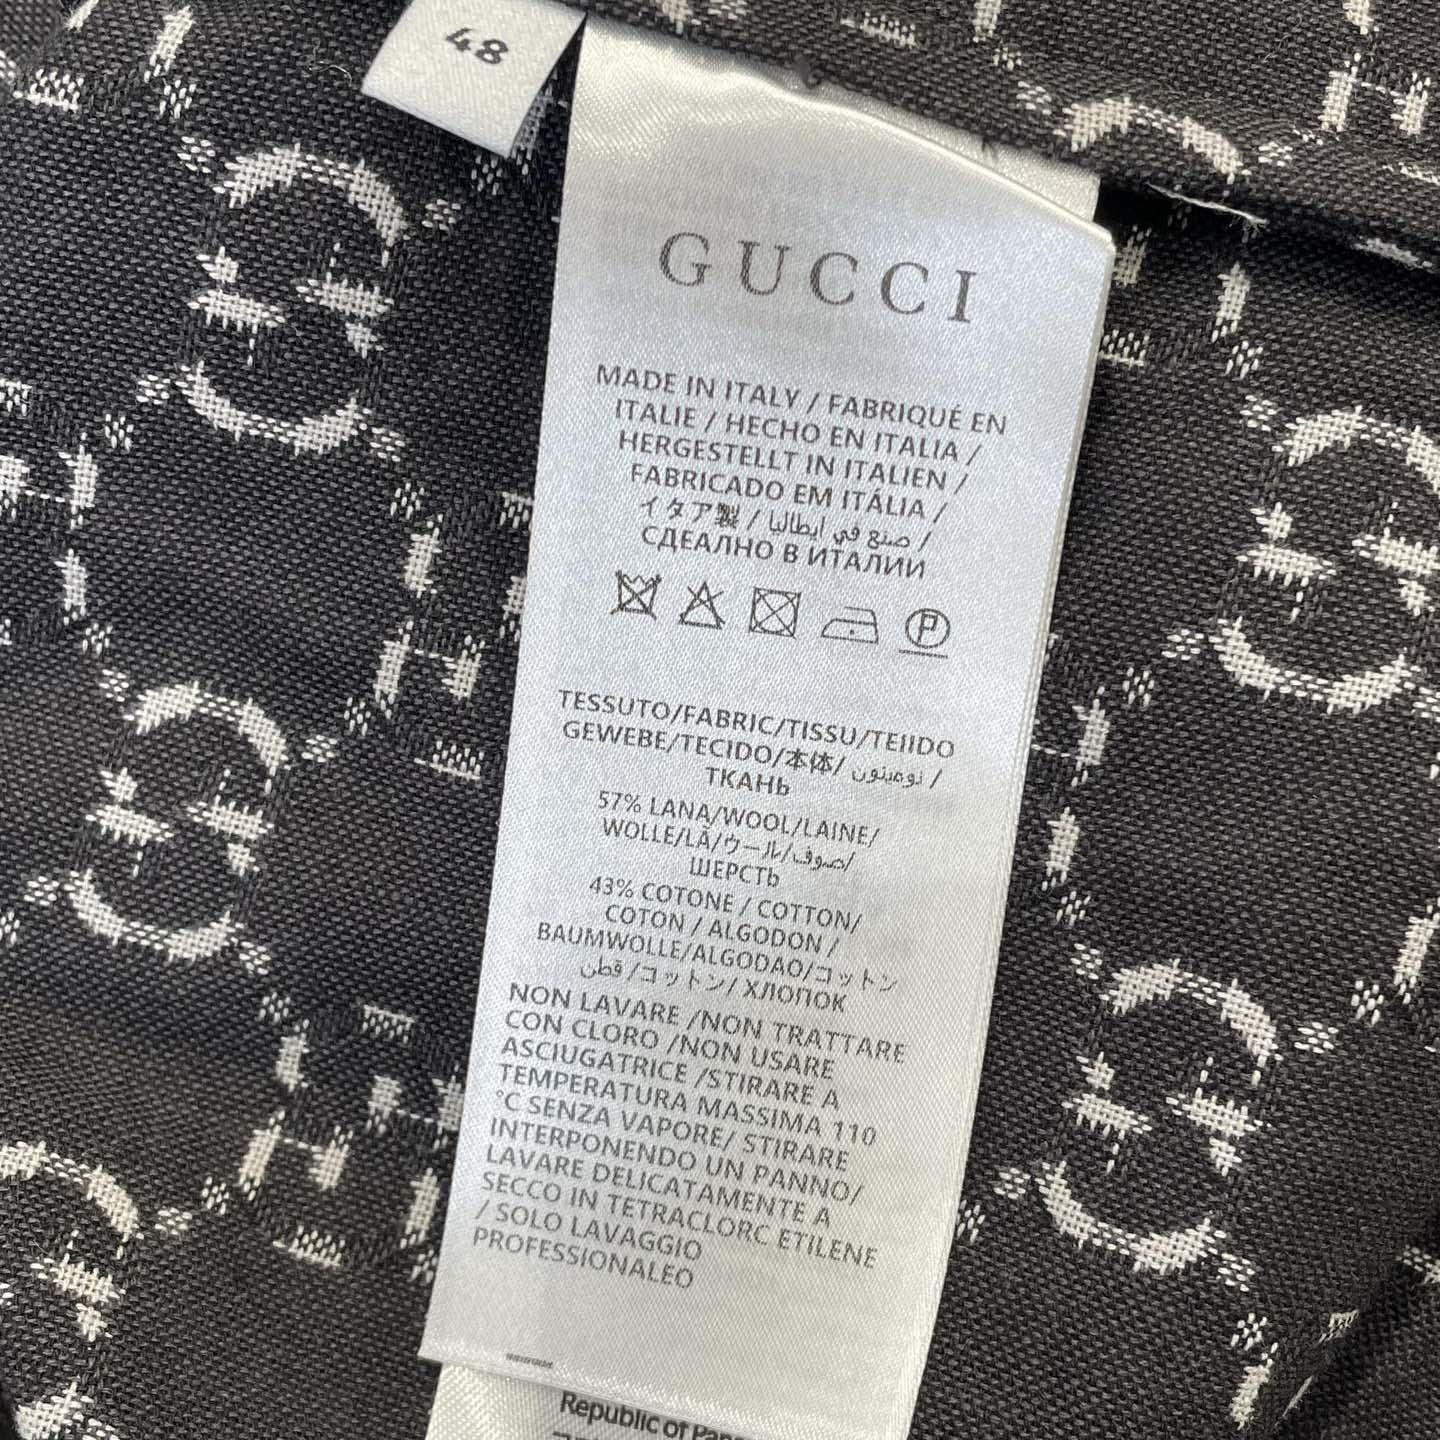 48
GUCCI
MADE IN ITALY / FABRIQUÉ EN
ITALIE / HECHO EN ITALIA /
HERGESTELLT IN ITALIEN /
FABRICADO EM ITÁLIA /
イタア製 / صنع في ايطاليا /
СДЕАЛНО В ИТАЛИИ
P
TESSUTO/FABRIC/TISSU/TEIIDO
GEWEBE/TECIDO/本体/ /
ТКАНЬ
57% LANA/WOOL/LAINE/
WOLLE/LÃ/ウール/صوف/
ШЕРСТЬ
43% COTONE / COTTON/
COTON / ALGODON /
BAUMWOLLE/ALGODAO/コットン
قطن /コットン/ ХЛОПОК
NON LAVARE /NON TRATTARE
CON CLORO /NON USARE
ASCIUGATRICE /STIRARE A
TEMPERATURA MASSIMA 110
°C SENZA VAPORE/ STIRARE
INTERPONENDO UN PANNO/
LAVARE DELICATAMENTE A
SECCO IN TETRACLORC ETILENE
/ SOLO LAVAGGIO
PROFESSIONALEO
Republic of